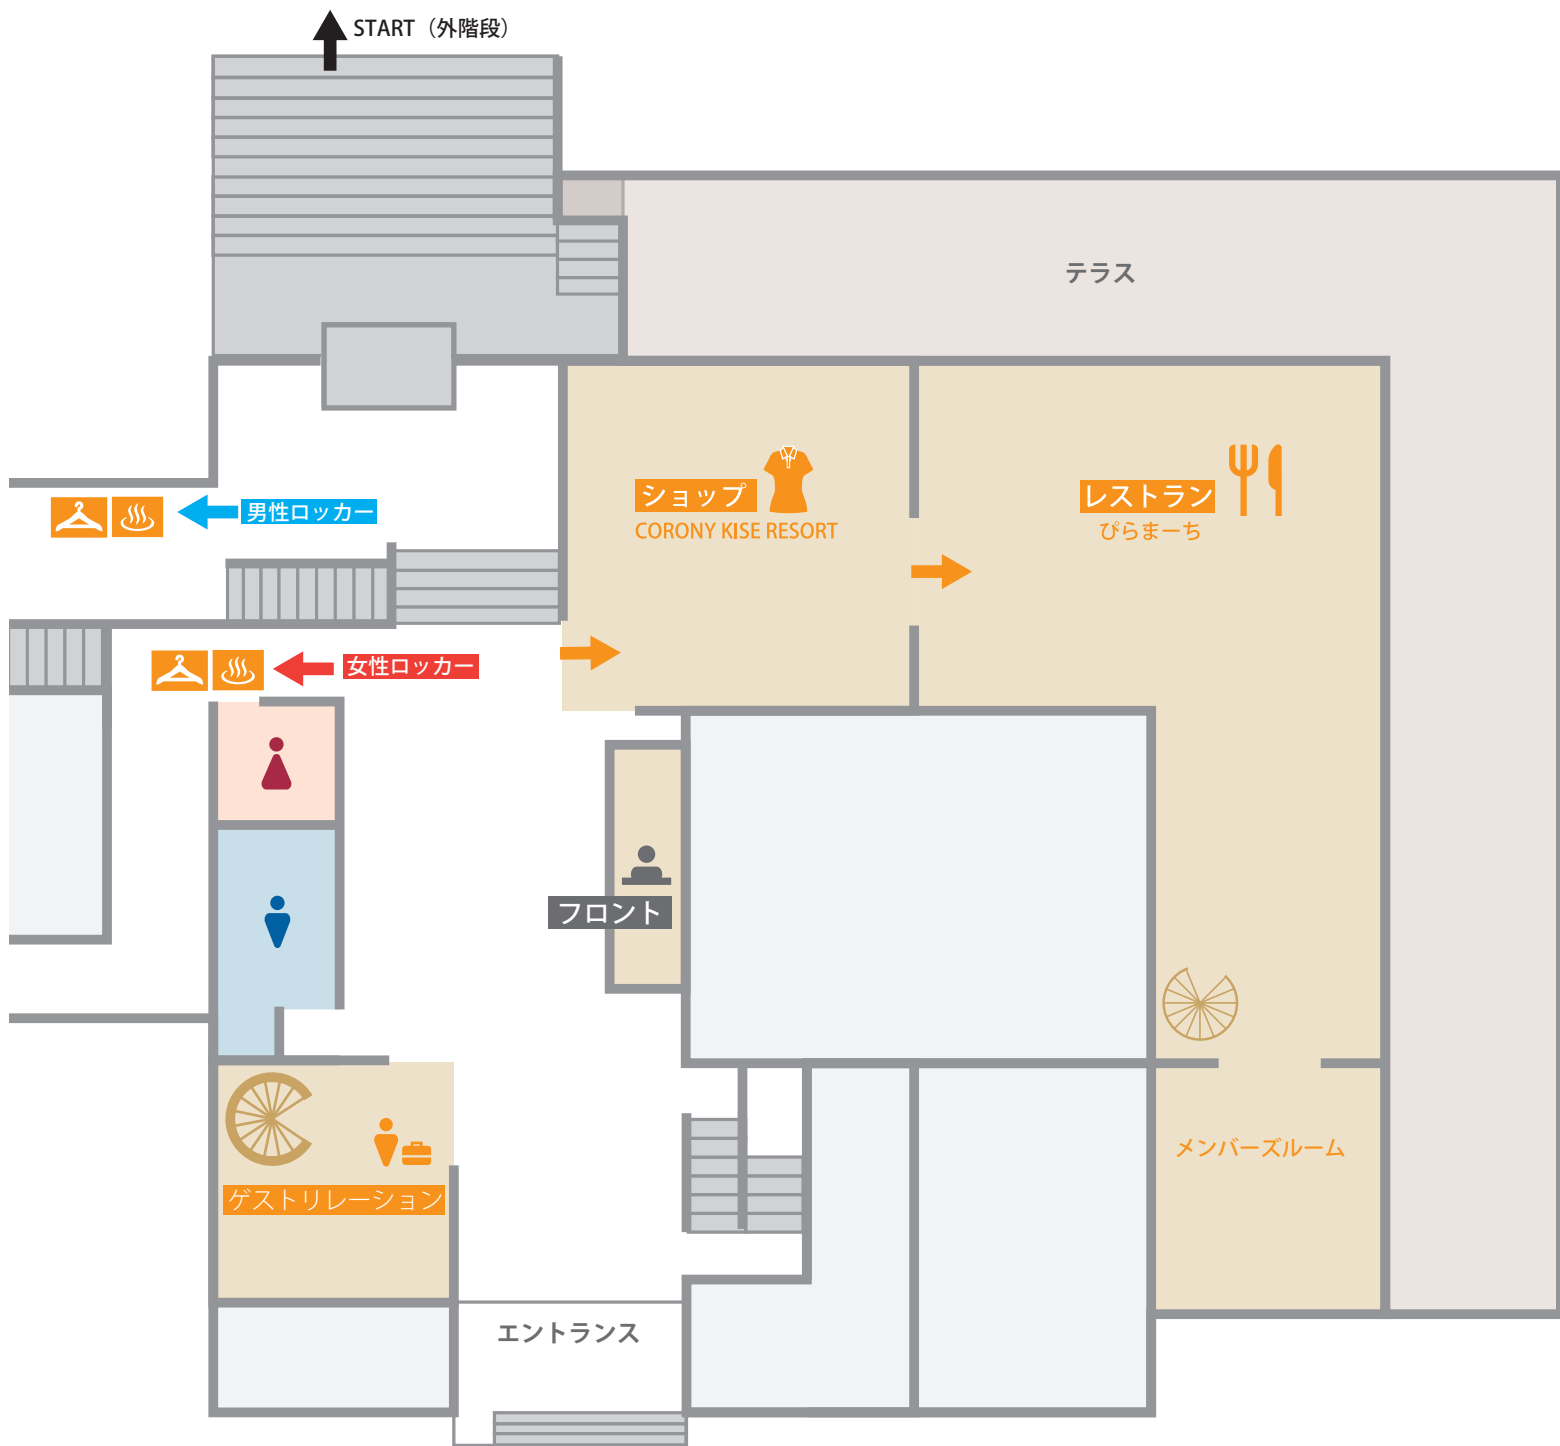 START（外階段）
テラス
ショップ
CORONY KISE RESORT
レストラン
ぴらまーち
男性ロッカー
女性ロッカー
フロント
メンバーズルーム
ゲストリレーション
エントランス